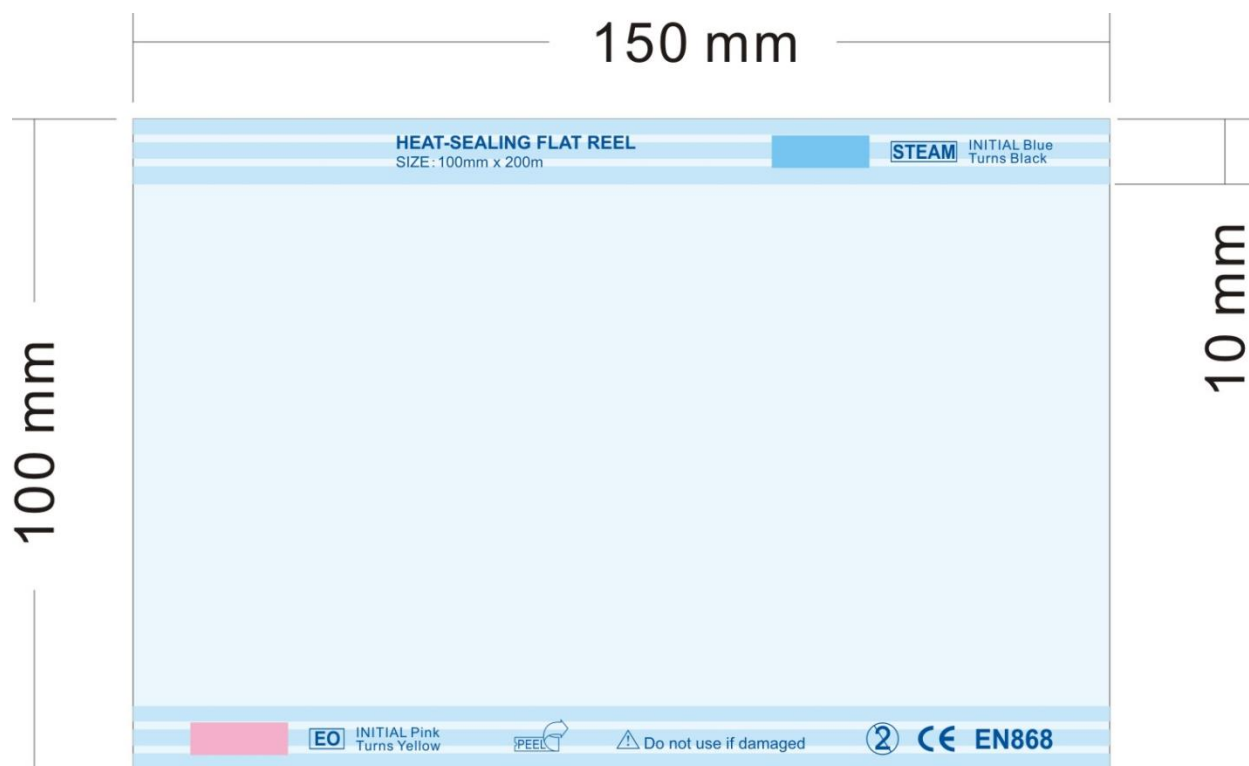 150 mm
HEAT-SEALING FLAT REEL
SIZE: 100mm x 200m
STEAM
INITIAL Blue
Turns Black
10 mm
100 mm
EO
INITIAL Pink
Turns Yellow
PEEL
Do not use if damaged
2
CE
EN868